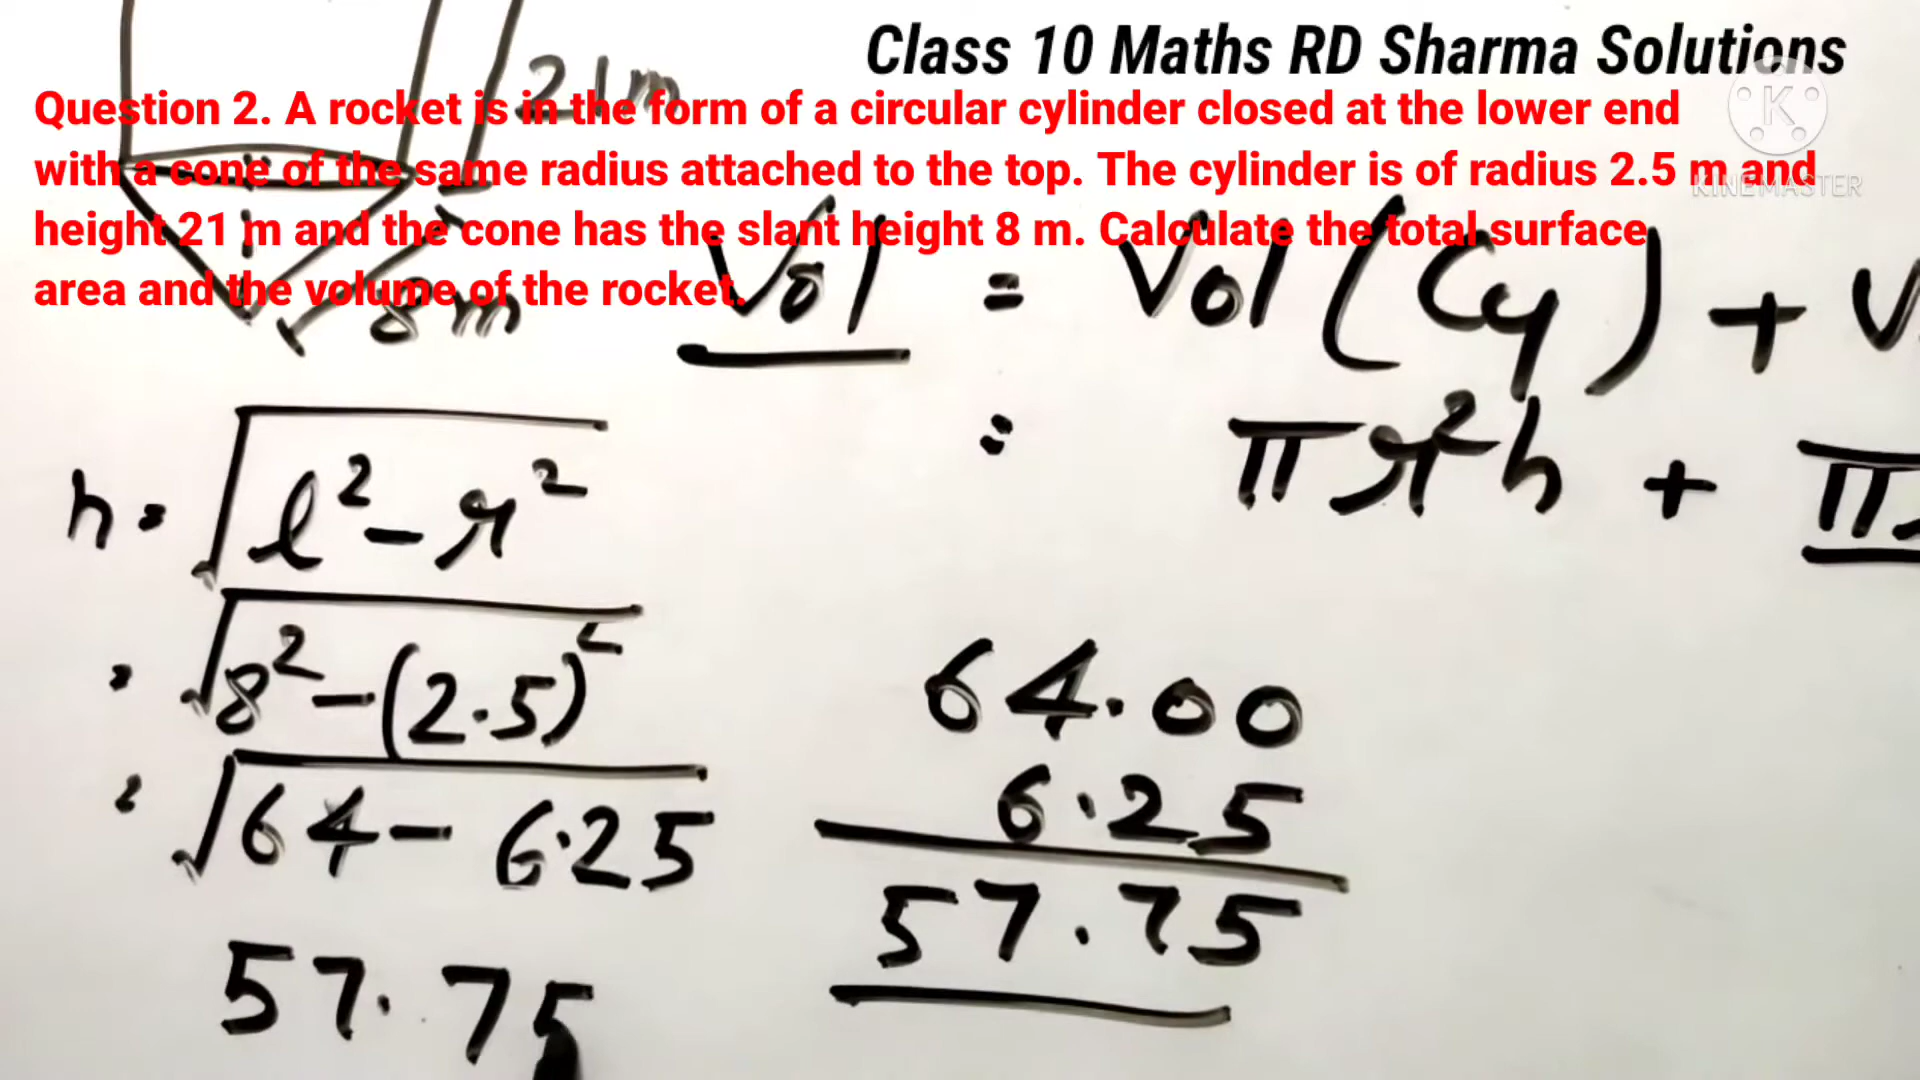 Class 10 Maths RD Sharma Solutions
21m
Question 2. A rocket is in the form of a circular cylinder closed at the lower end
with a cone of the same radius attached to the top. The cylinder is of radius 2.5 m and
height 21 m and the cone has the slant height 8 m. Calculate the total surface
area and the volume of the rocket.
K
KINEMASTER
8m
Vol = Vol (Cy) + V
= πr²h + π
h = √l² - r²
= √8² - (2.5)²
= √64 - 6.25
57.75
64.00
6.25
57.75